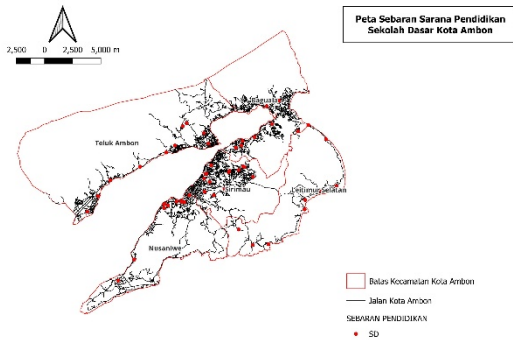 Peta Sebaran Sarana Pendidikan
Sekolah Dasar Kota Ambon
2,500 0 2,500 5,000 m
Baguala
Teluk Ambon
Sirimau
Leitimur Selatan
Nusaniwe
Batas Kecamatan Kota Ambon
Jalan Kota Ambon
SEBARAN PENDIDIKAN
SD